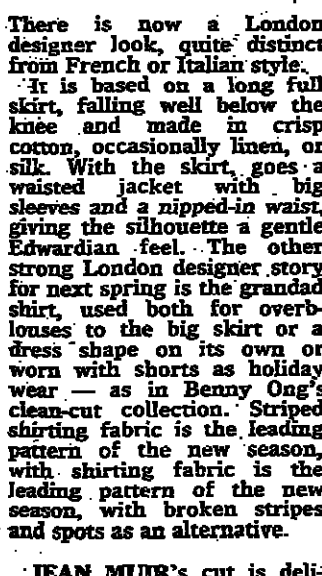 There is now a London
designer look, quite distinct
from French or Italian style.
It is based on a long full
skirt, falling well below the
knee and made in crisp
cotton, occasionally linen, or
silk. With the skirt, goes a
waisted jacket with big
sleeves and a nipped-in waist,
giving the silhouette a gentle
Edwardian feel. The other
strong London designer story
for next spring is the grandad
shirt, used both for overb-
louses to the big skirt or a
dress shape on its own or
worn with shorts as holiday
wear — as in Benny Ong's
clean-cut collection. Striped
shirting fabric is the leading
pattern of the new season,
with shirting fabric is the
leading pattern of the new
season, with broken stripes
and spots as an alternative.
JEAN MUIR's cut is deli-